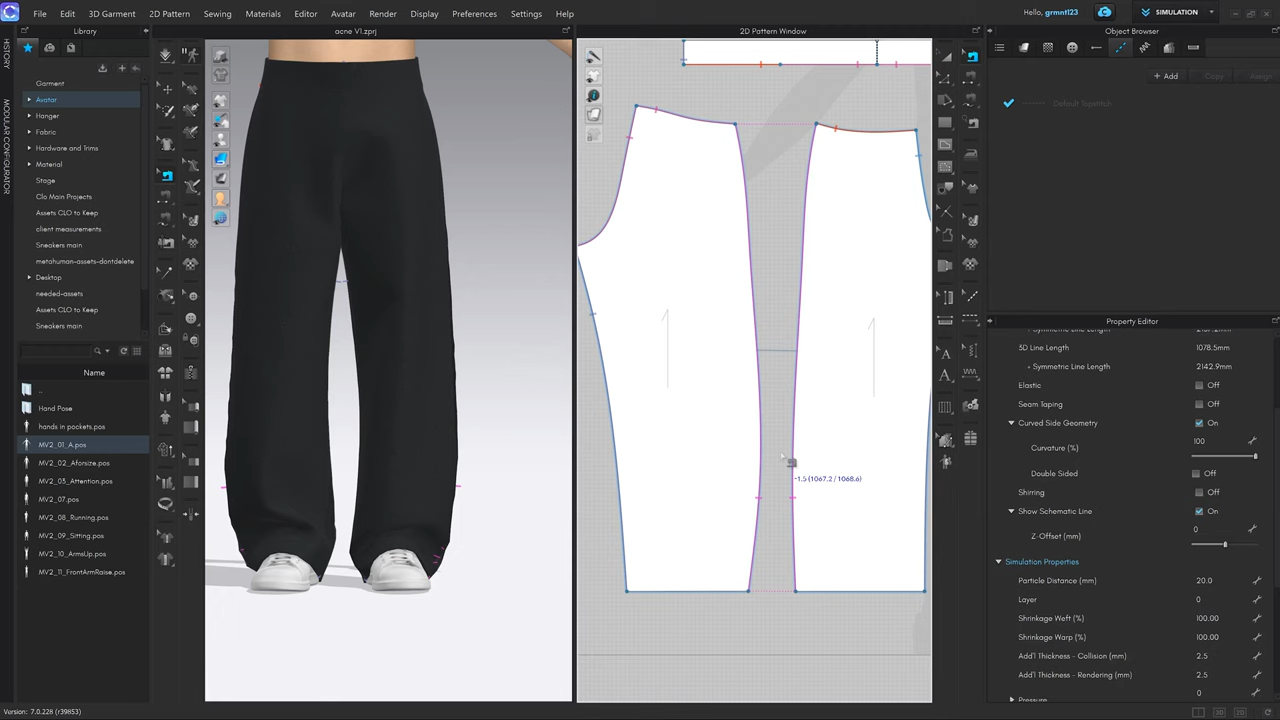 File Edit 3D Garment 2D Pattern Sewing Materials Editor Avatar Render Display Preferences Settings Help
Hello, grmnt123
SIMULATION
Library
acne V1.zprj
2D Pattern Window
Object Browser
HISTORY
MODULAR CONFIGURATOR
Garment
Avatar
Hanger
Fabric
Hardware and Trims
Material
Stage
Clo Main Projects
Assets CLO to Keep
client measurements
Sneakers main
metahuman-assets-dontdelete
Desktop
needed-assets
Assets CLO to Keep
Sneakers main
Name
..
Hand Pose
hands in pockets.pos
MV2_01_A.pos
MV2_02_Aforsize.pos
MV2_03_Attention.pos
MV2_07.pos
MV2_08_Running.pos
MV2_09_Sitting.pos
MV2_10_ArmsUp.pos
MV2_11_FrontArmRaise.pos
-1.5 (1067.2 / 1068.6)
+ Add Copy Assign
Default Topstitch
Property Editor
3D Line Length 1078.5mm
Symmetric Line Length 2142.9mm
Elastic Off
Seam Taping Off
Curved Side Geometry On
Curvature (%) 100
Double Sided Off
Shirring Off
Show Schematic Line On
Z-Offset (mm) 0
Simulation Properties
Particle Distance (mm) 20.0
Layer 0
Shrinkage Weft (%) 100.00
Shrinkage Warp (%) 100.00
Add'l Thickness - Collision (mm) 2.5
Add'l Thickness - Rendering (mm) 2.5
Pressure 0
Version: 7.0.228 (r39853)
1 3D 2D